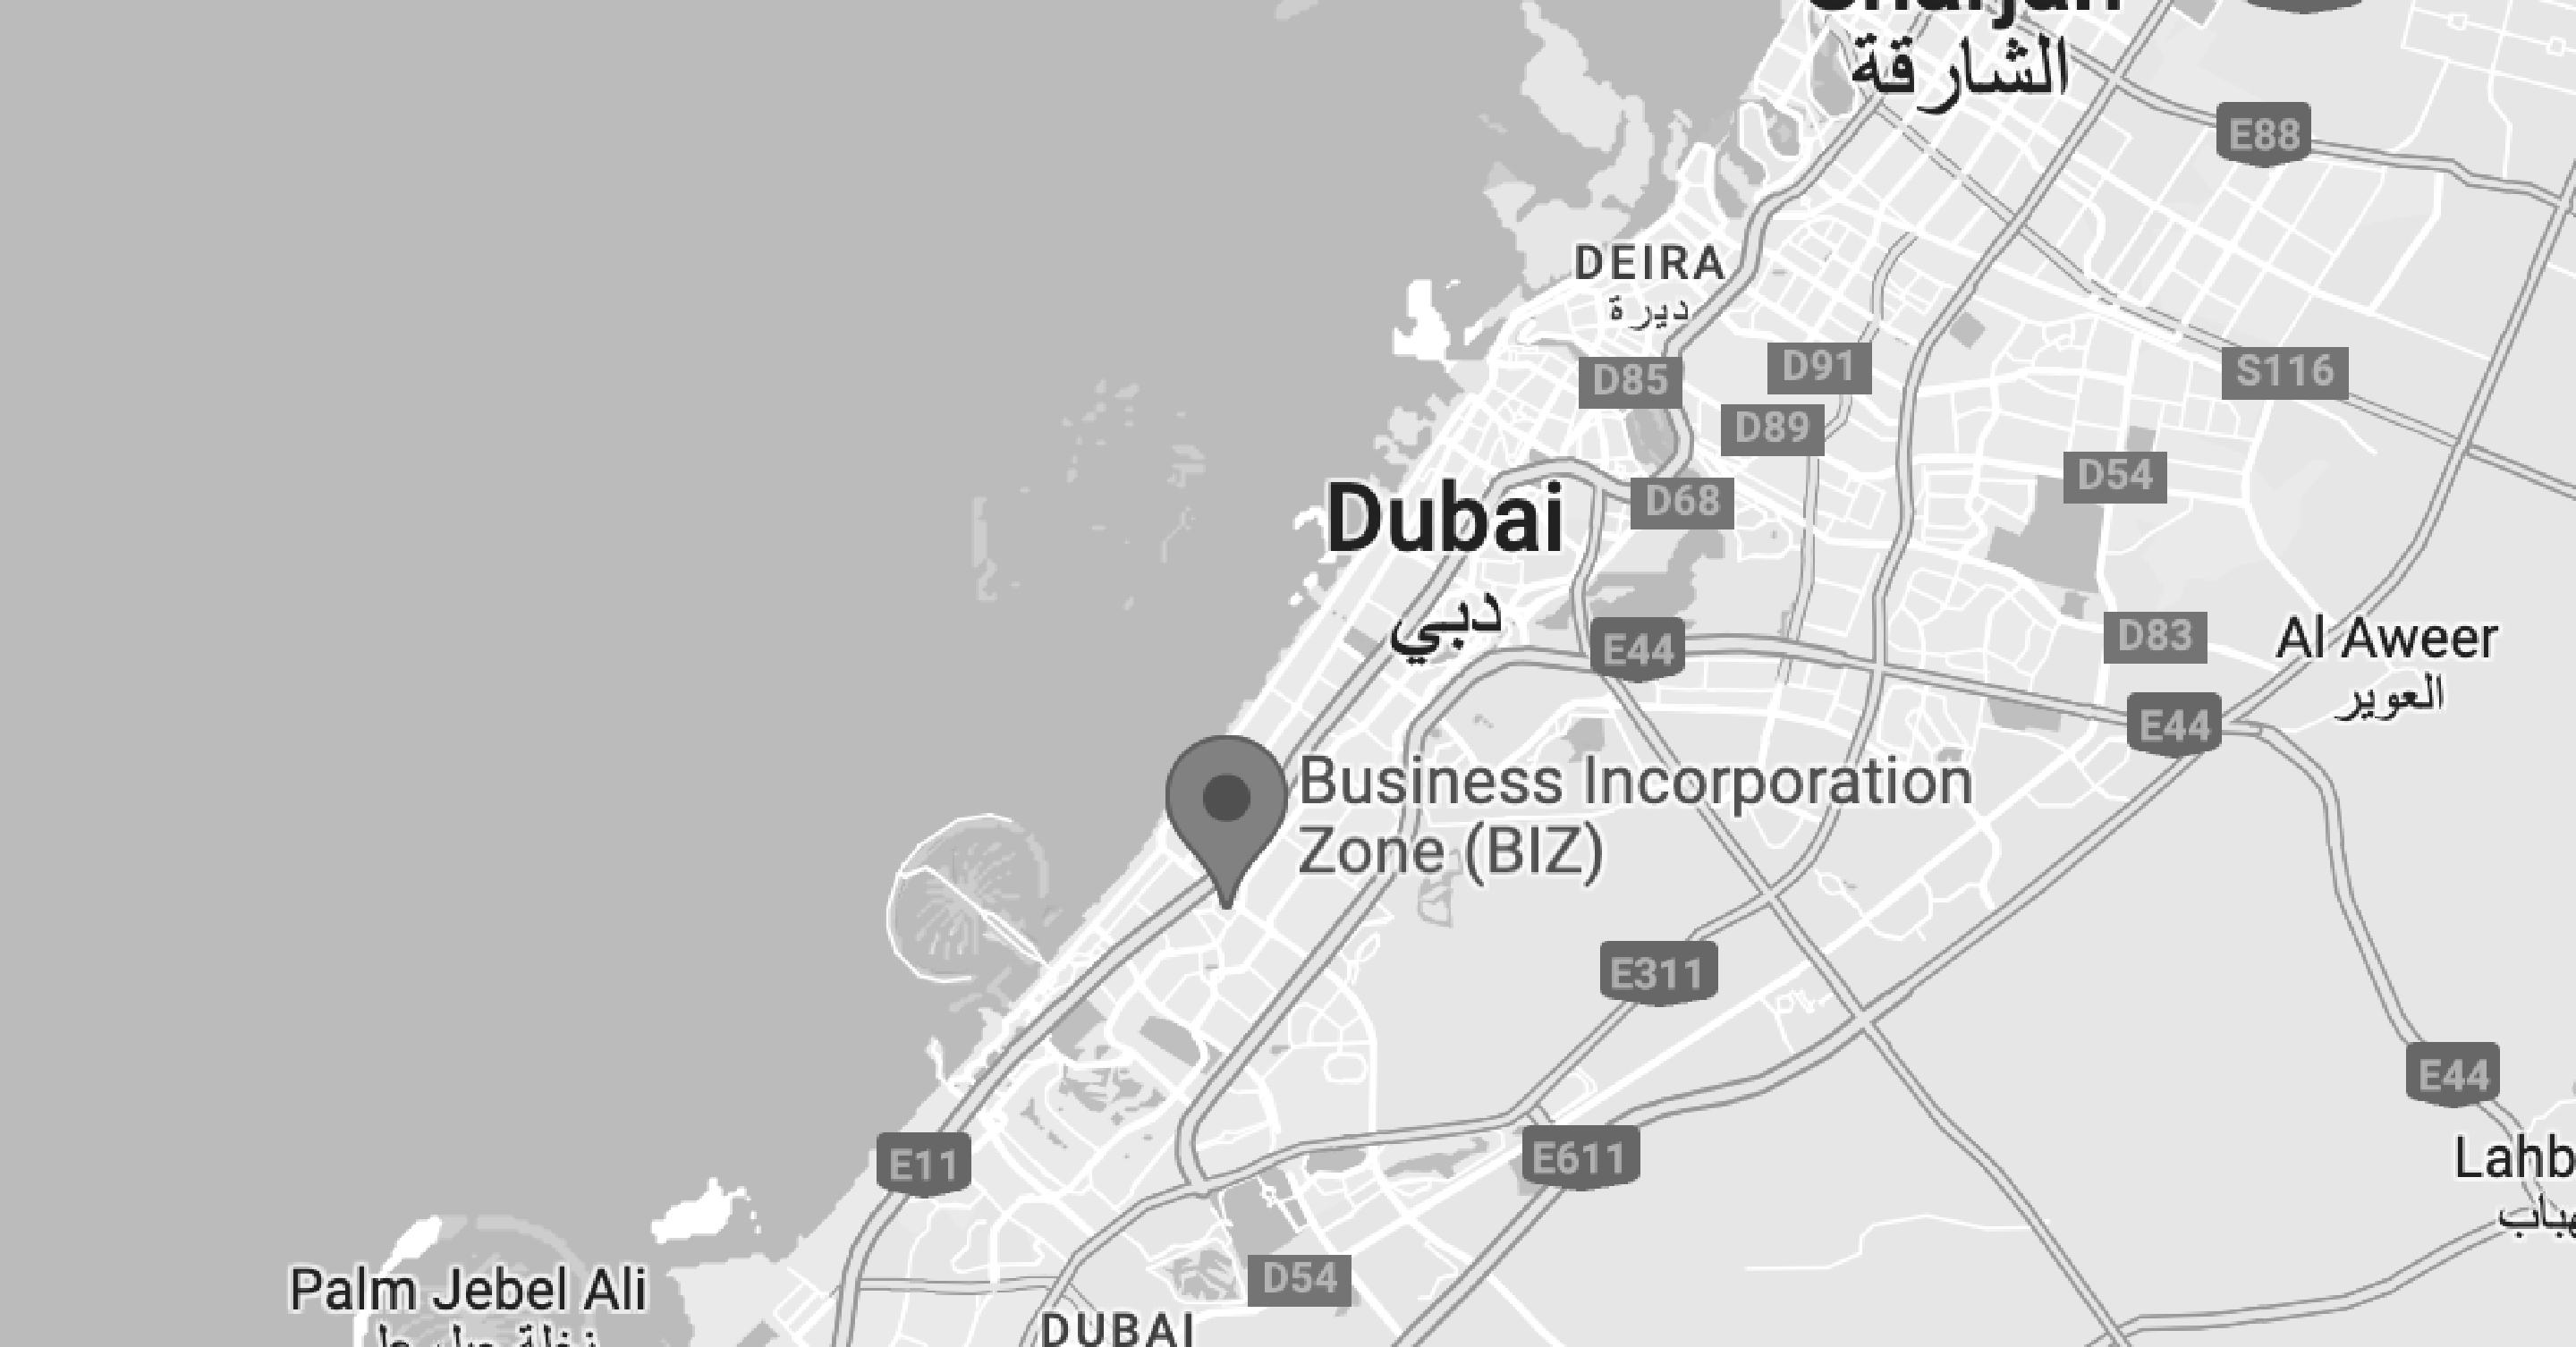 الشارقة
E88
DEIRA
ديرة
D85
D91
S116
D89
D54
D68
Dubai
دبي
E44
D83
Al Aweer
العوير
E44
Business Incorporation
Zone (BIZ)
E311
E44
E11
E611
Palm Jebel Ali
D54
DUBAI